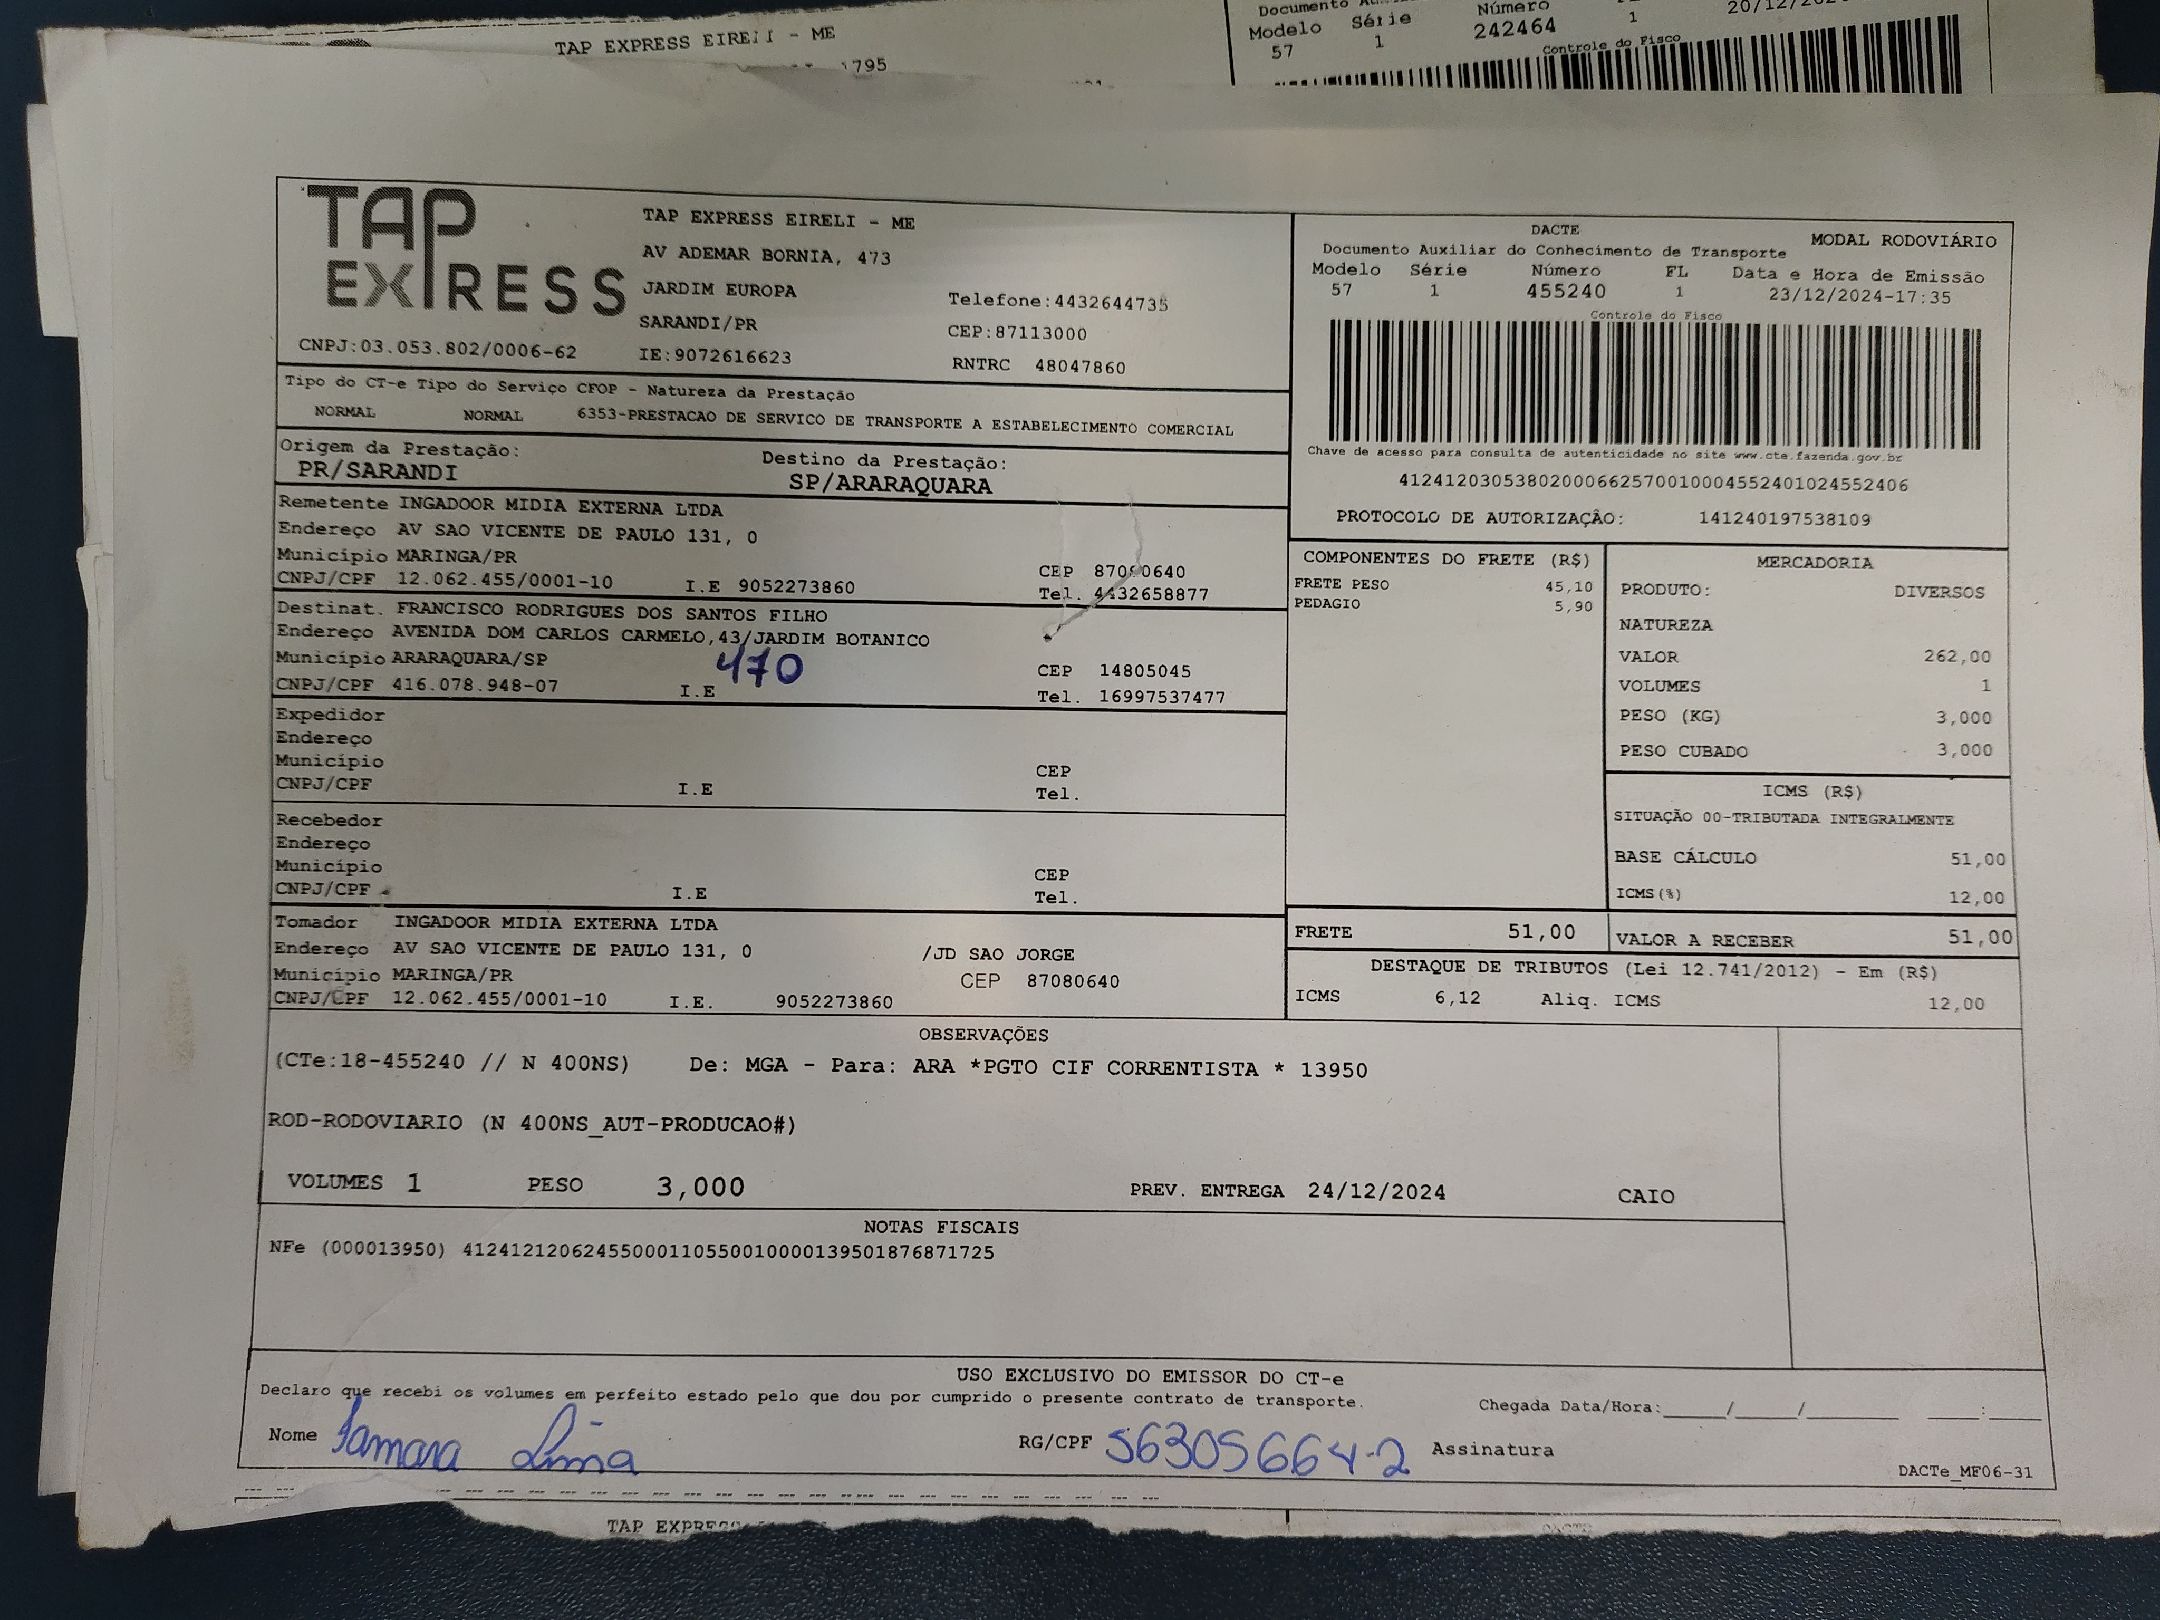 TAP EXPRESS EIRELI - ME
1795
Modelo Série Número
57 1 242464 1
Controle do Fisco
TAP EXPRESS
TAP EXPRESS EIRELI - ME
AV ADEMAR BORNIA, 473
JARDIM EUROPA Telefone:4432644735
SARANDI/PR CEP:87113000
CNPJ:03.053.802/0006-62 IE:9072616623 RNTRC 48047860
DACTE MODAL RODOVIÁRIO
Documento Auxiliar do Conhecimento de Transporte
Modelo Série Número FL Data e Hora de Emissão
57 1 455240 1 23/12/2024-17:35
Controle do Fisco
Chave de acesso para consulta de autenticidade no site www.cte.fazenda.gov.br
41241203053802000662570010004552401024552406
PROTOCOLO DE AUTORIZAÇÃO: 141240197538109
Tipo do CT-e Tipo do Serviço CFOP - Natureza da Prestação
NORMAL NORMAL 6353-PRESTACAO DE SERVICO DE TRANSPORTE A ESTABELECIMENTO COMERCIAL
Origem da Prestação: Destino da Prestação:
PR/SARANDI SP/ARARAQUARA
Remetente INGADOOR MIDIA EXTERNA LTDA
Endereço AV SAO VICENTE DE PAULO 131, 0
Município MARINGA/PR CEP 87080640
CNPJ/CPF 12.062.455/0001-10 I.E 9052273860 Tel. 4432658877
Destinat. FRANCISCO RODRIGUES DOS SANTOS FILHO
Endereço AVENIDA DOM CARLOS CARMELO,43/JARDIM BOTANICO
470
Município ARARAQUARA/SP CEP 14805045
CNPJ/CPF 416.078.948-07 I.E Tel. 16997537477
Expedidor
Endereço
Município CEP
CNPJ/CPF I.E Tel.
Recebedor
Endereço
Município CEP
CNPJ/CPF I.E Tel.
Tomador INGADOOR MIDIA EXTERNA LTDA
Endereço AV SAO VICENTE DE PAULO 131, 0 /JD SAO JORGE
Município MARINGA/PR CEP 87080640
CNPJ/CPF 12.062.455/0001-10 I.E. 9052273860
COMPONENTES DO FRETE (R$)
FRETE PESO 45,10
PEDAGIO 5,90
MERCADORIA
PRODUTO: DIVERSOS
NATUREZA
VALOR 262,00
VOLUMES 1
PESO (KG) 3,000
PESO CUBADO 3,000
ICMS (R$)
SITUAÇÃO 00-TRIBUTADA INTEGRALMENTE
BASE CÁLCULO 51,00
ICMS(%) 12,00
FRETE 51,00 VALOR A RECEBER 51,00
DESTAQUE DE TRIBUTOS (Lei 12.741/2012) - Em (R$)
ICMS 6,12 Aliq. ICMS 12,00
OBSERVAÇÕES
(CTe:18-455240 // N 400NS) De: MGA - Para: ARA *PGTO CIF CORRENTISTA * 13950
ROD-RODOVIARIO (N 400NS_AUT-PRODUCAO#)
VOLUMES 1 PESO 3,000 PREV. ENTREGA 24/12/2024 CAIO
NOTAS FISCAIS
NFe (000013950) 41241212062455000110550010000139501876871725
USO EXCLUSIVO DO EMISSOR DO CT-e
Declaro que recebi os volumes em perfeito estado pelo que dou por cumprido o presente contrato de transporte. Chegada Data/Hora:____/____/____ ___:___
Nome Tamara Lima RG/CPF 56305664-2 Assinatura
DACTe_MF06-31